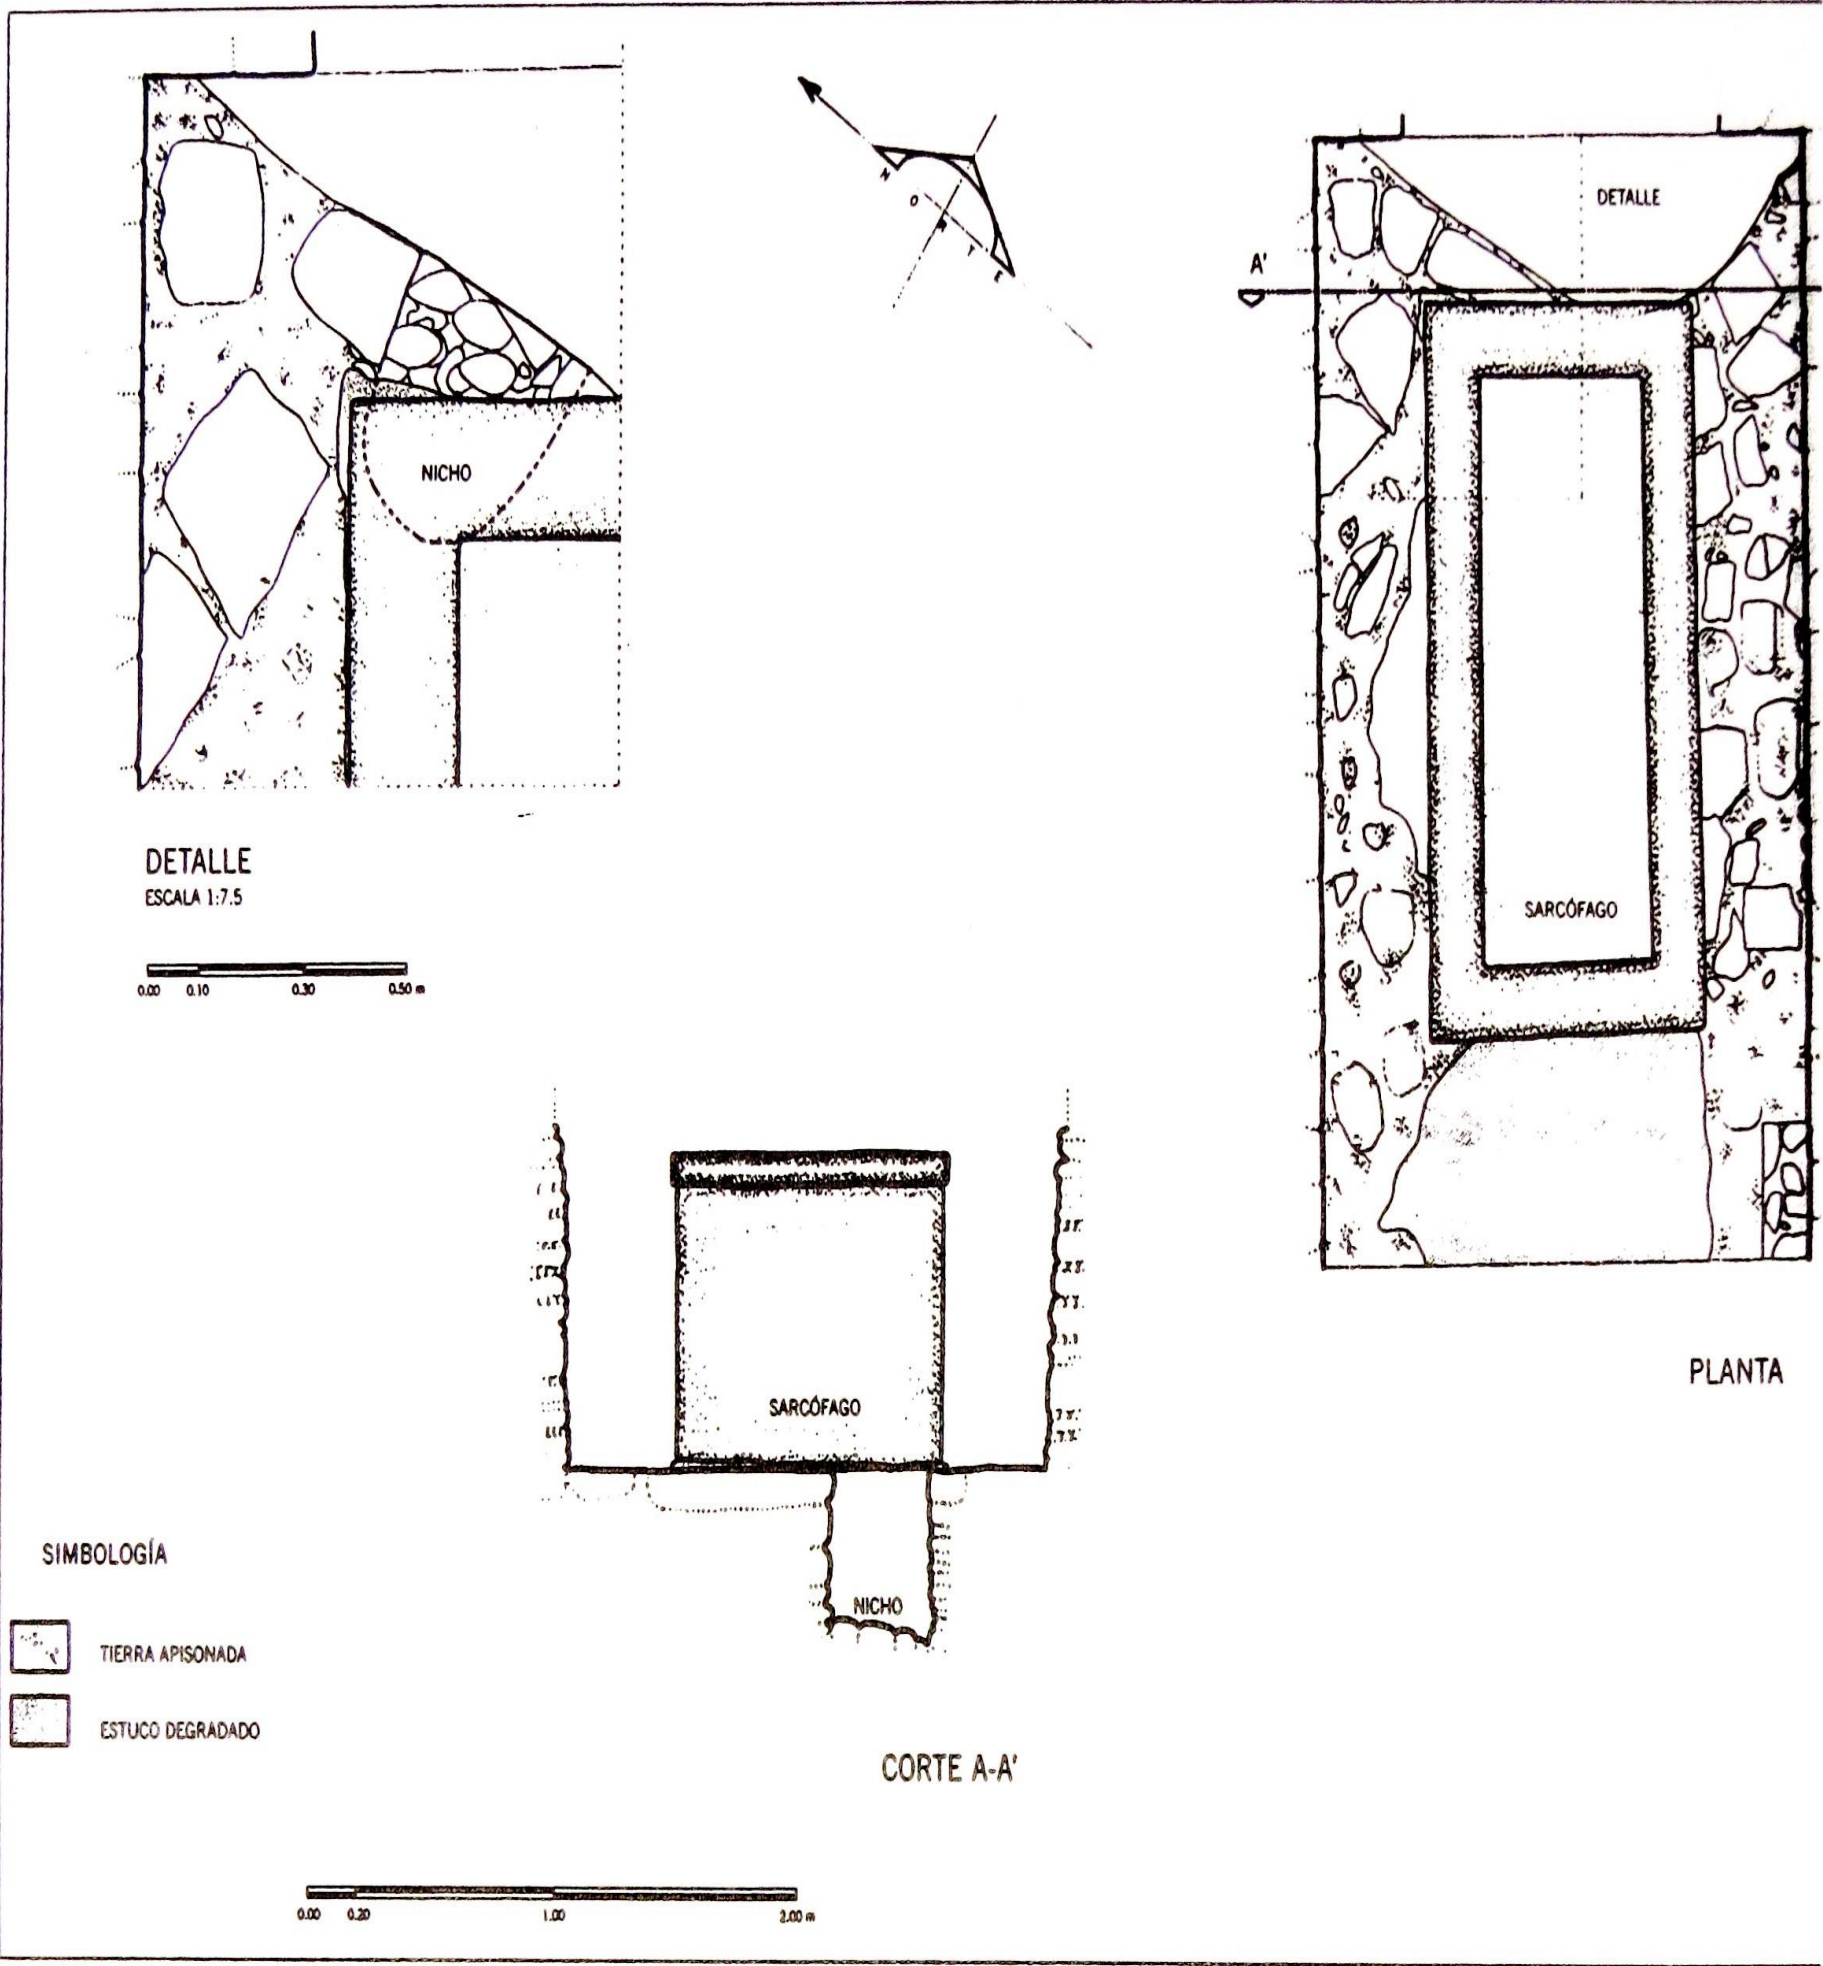 DETALLE
A'
NICHO
N
O
R
T
E
SARCÓFAGO
DETALLE
ESCALA 1:7.5
0.00 0.10 0.30 0.50 m
PLANTA
SARCÓFAGO
NICHO
SIMBOLOGÍA
TIERRA APISONADA
ESTUCO DEGRADADO
CORTE A-A'
0.00 0.20 1.00 2.00 m